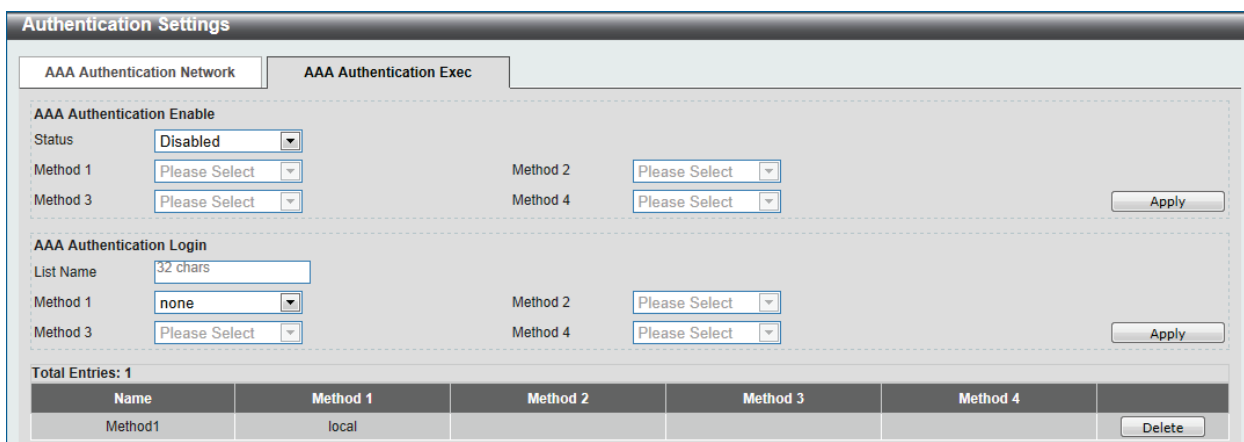 Authentication Settings
AAA Authentication Network AAA Authentication Exec
AAA Authentication Enable
Status Disabled
Method 1 Please Select Method 2 Please Select
Method 3 Please Select Method 4 Please Select Apply
AAA Authentication Login
List Name 32 chars
Method 1 none Method 2 Please Select
Method 3 Please Select Method 4 Please Select Apply
Total Entries: 1
Name Method 1 Method 2 Method 3 Method 4
Method1 local Delete